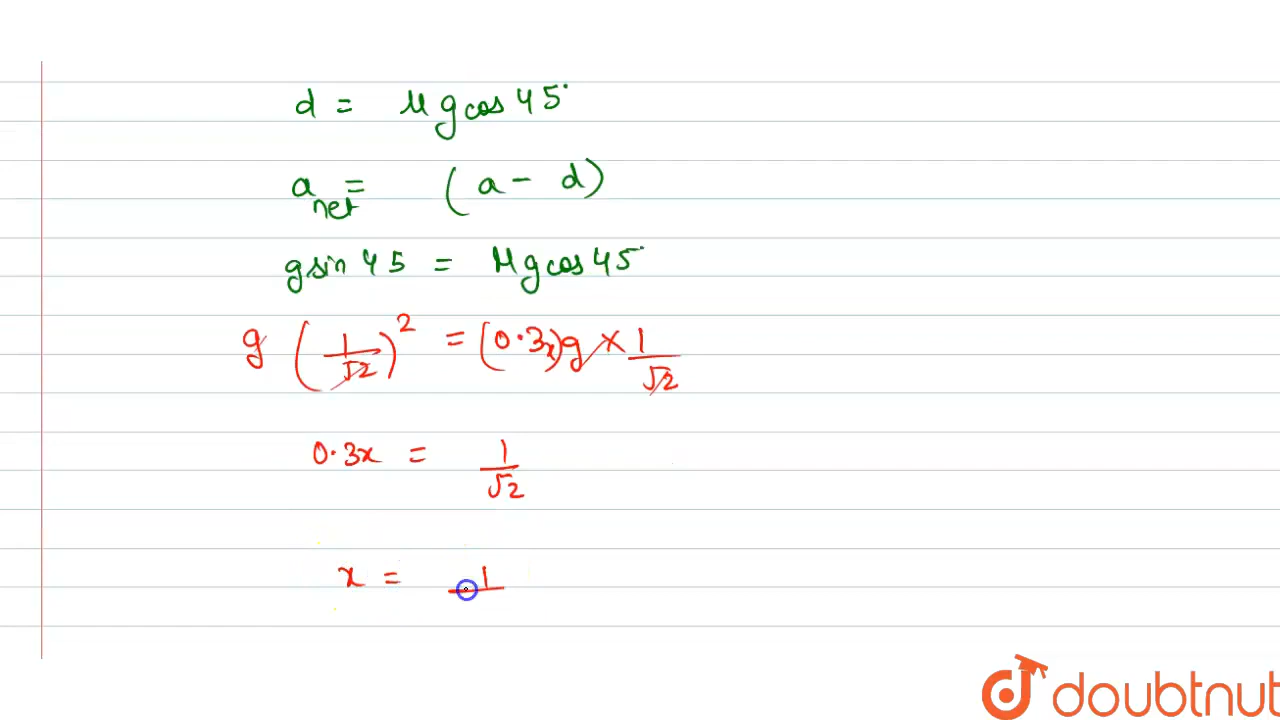 d = μ g cos 45°
a net = (a - d)
g sin 45 = μ g cos 45°
g (1/√2)² = (0.3x) g × 1/√2
0.3x = 1/√2
x = 1
doubtnut